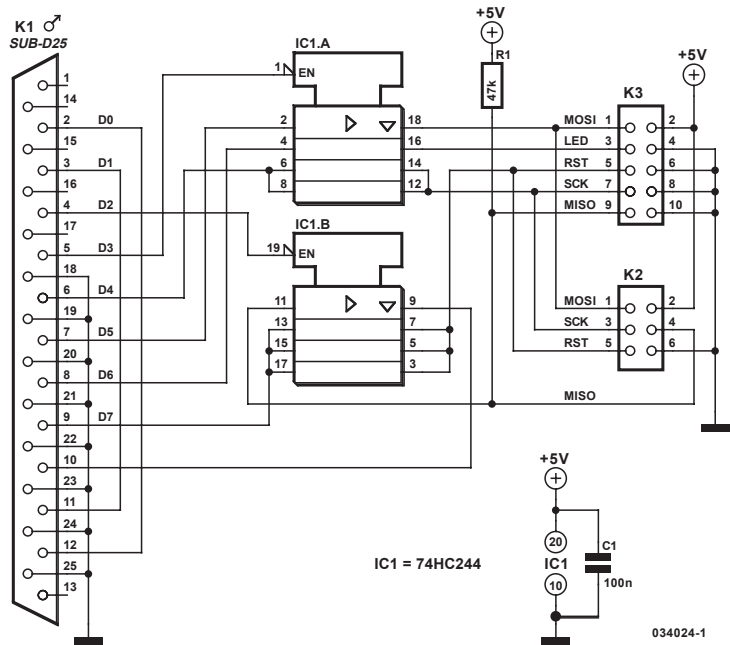 K1 ♂
SUB-D25
1
14
2 D0
15
3 D1
16
4 D2
17
5 D3
18
6 D4
19
7 D5
20
8 D6
21
9 D7
22
10
23
11
24
12
25
13
IC1.A
1 EN
2 18
4 16
6 14
8 12
IC1.B
19 EN
11 9
13 7
15 5
17 3
+5V
R1
47k
+5V
K3
MOSI 1 2
LED 3 4
RST 5 6
SCK 7 8
MISO 9 10
K2
MOSI 1 2
SCK 3 4
RST 5 6
MISO
+5V
20
IC1
10
C1
100n
IC1 = 74HC244
034024-1